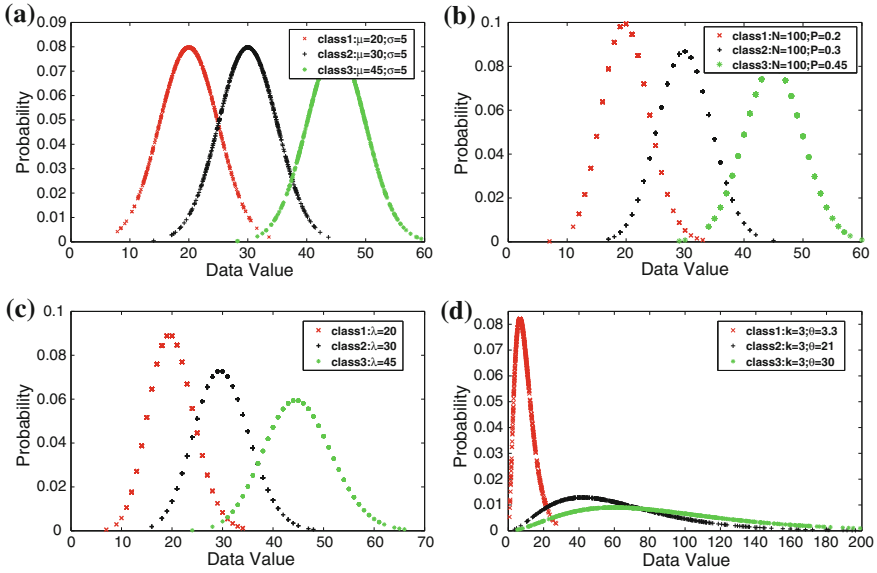 (a)
0.09
0.08
0.07
0.06
0.05
0.04
0.03
0.02
0.01
0
Probability
0 10 20 30 40 50 60
Data Value
class1:μ=20;σ=5
class2:μ=30;σ=5
class3:μ=45;σ=5
(b)
0.1
0.08
0.06
0.04
0.02
0
Probability
0 10 20 30 40 50 60
Data Value
class1:N=100;P=0.2
class2:N=100;P=0.3
class3:N=100;P=0.45
(c)
0.1
0.08
0.06
0.04
0.02
0
Probability
0 10 20 30 40 50 60 70
Data Value
class1:λ=20
class2:λ=30
class3:λ=45
(d)
0.08
0.07
0.06
0.05
0.04
0.03
0.02
0.01
0
Probability
0 20 40 60 80 100 120 140 160 180 200
Data Value
class1:k=3;θ=3.3
class2:k=3;θ=21
class3:k=3;θ=30